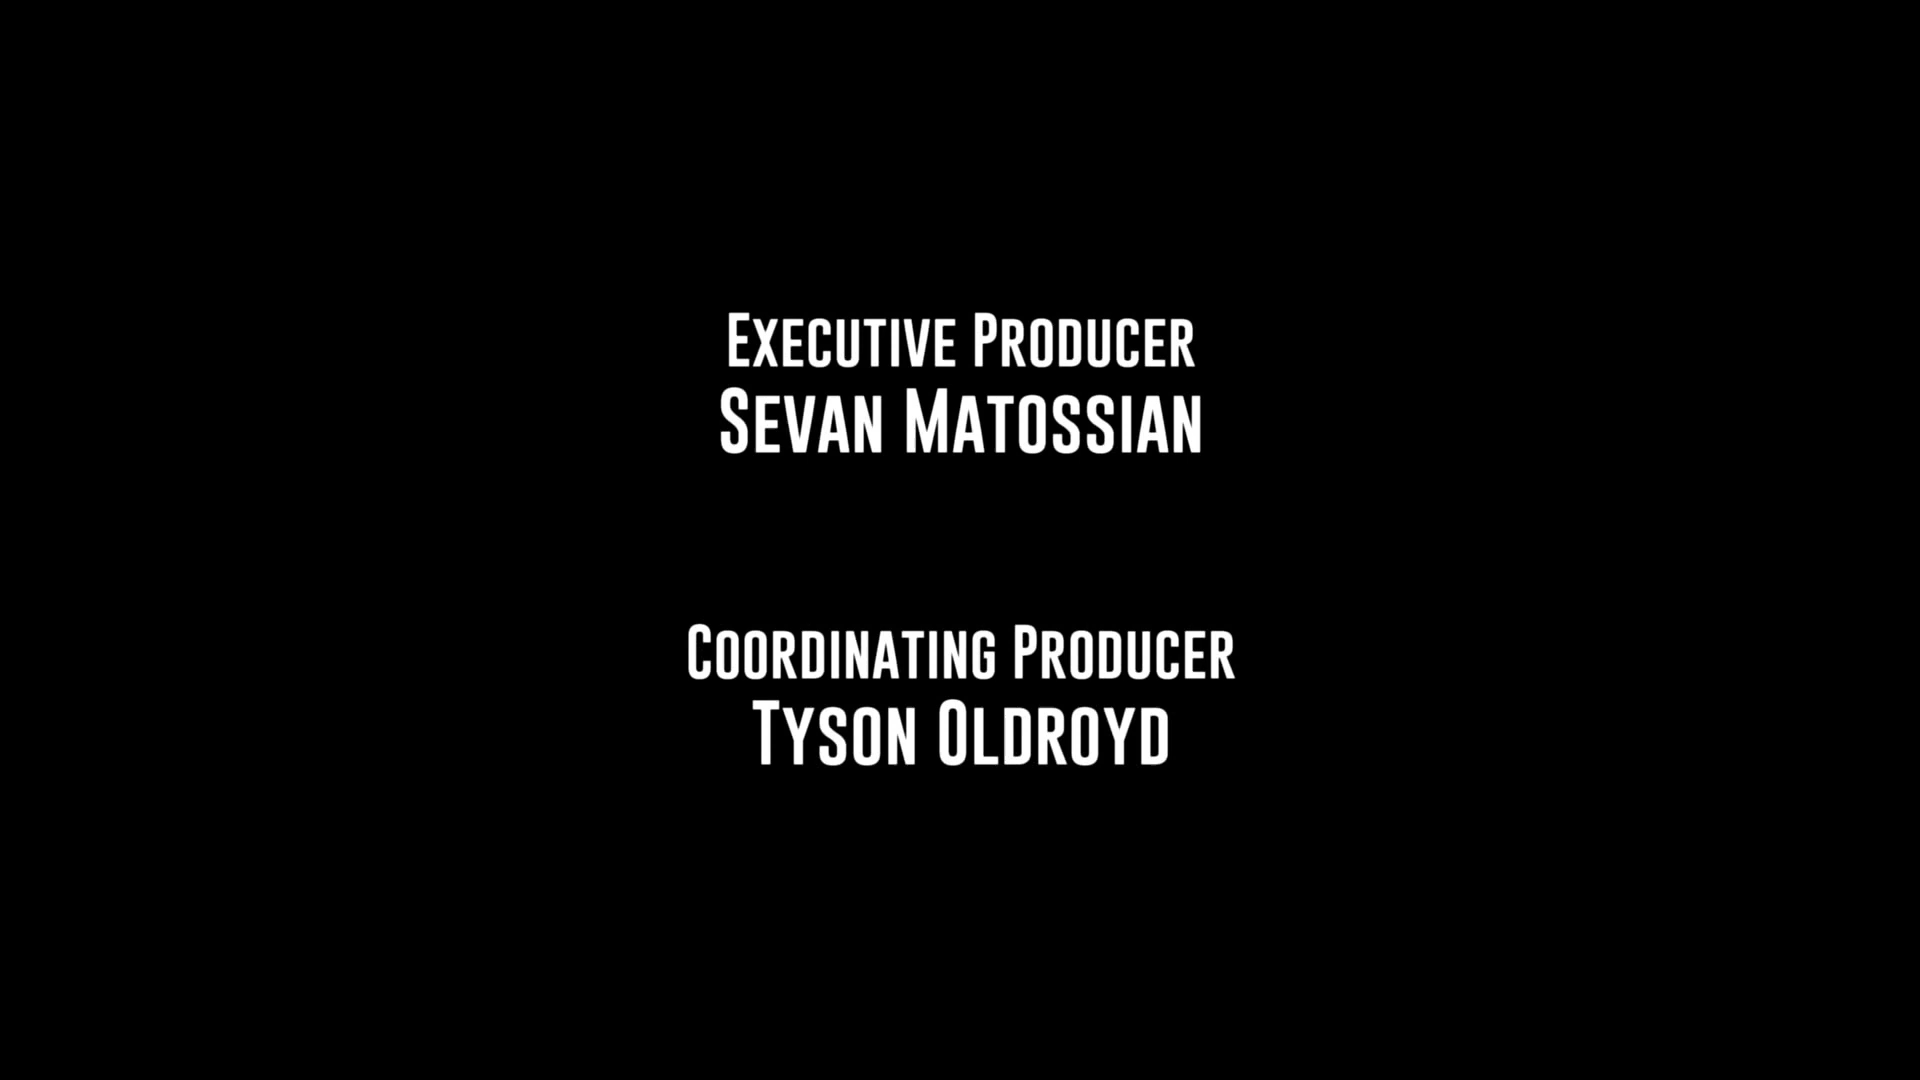 Executive Producer
Sevan Matossian
Coordinating Producer
Tyson Oldroyd